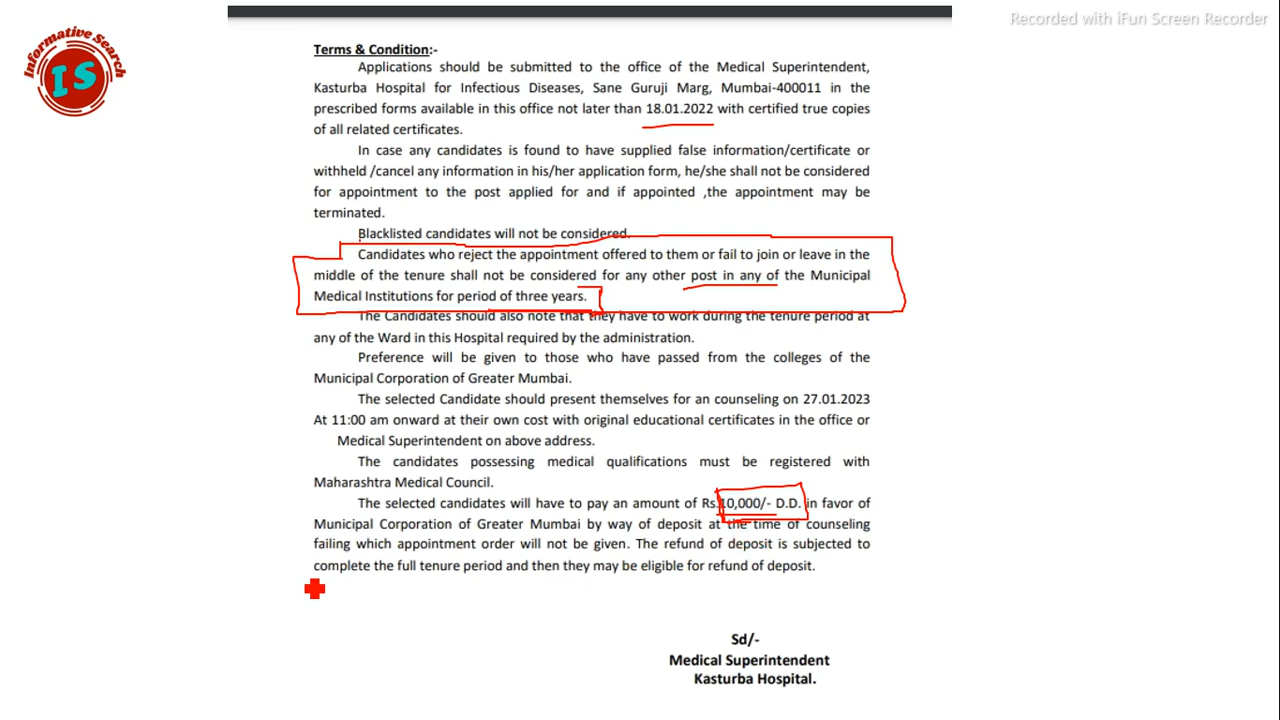 Recorded with iFun Screen Recorder
Informative Search
IS
Terms & Condition:-
Applications should be submitted to the office of the Medical Superintendent,
Kasturba Hospital for Infectious Diseases, Sane Guruji Marg, Mumbai-400011 in the
prescribed forms available in this office not later than 18.01.2022 with certified true copies
of all related certificates.
In case any candidates is found to have supplied false information/certificate or
withheld /cancel any information in his/her application form, he/she shall not be considered
for appointment to the post applied for and if appointed ,the appointment may be
terminated.
Blacklisted candidates will not be considered.
Candidates who reject the appointment offered to them or fail to join or leave in the
middle of the tenure shall not be considered for any other post in any of the Municipal
Medical Institutions for period of three years.
The Candidates should also note that they have to work during the tenure period at
any of the Ward in this Hospital required by the administration.
Preference will be given to those who have passed from the colleges of the
Municipal Corporation of Greater Mumbai.
The selected Candidate should present themselves for an counseling on 27.01.2023
At 11:00 am onward at their own cost with original educational certificates in the office or
Medical Superintendent on above address.
The candidates possessing medical qualifications must be registered with
Maharashtra Medical Council.
The selected candidates will have to pay an amount of Rs.10,000/- D.D. in favor of
Municipal Corporation of Greater Mumbai by way of deposit at the time of counseling
failing which appointment order will not be given. The refund of deposit is subjected to
complete the full tenure period and then they may be eligible for refund of deposit.
Sd/-
Medical Superintendent
Kasturba Hospital.